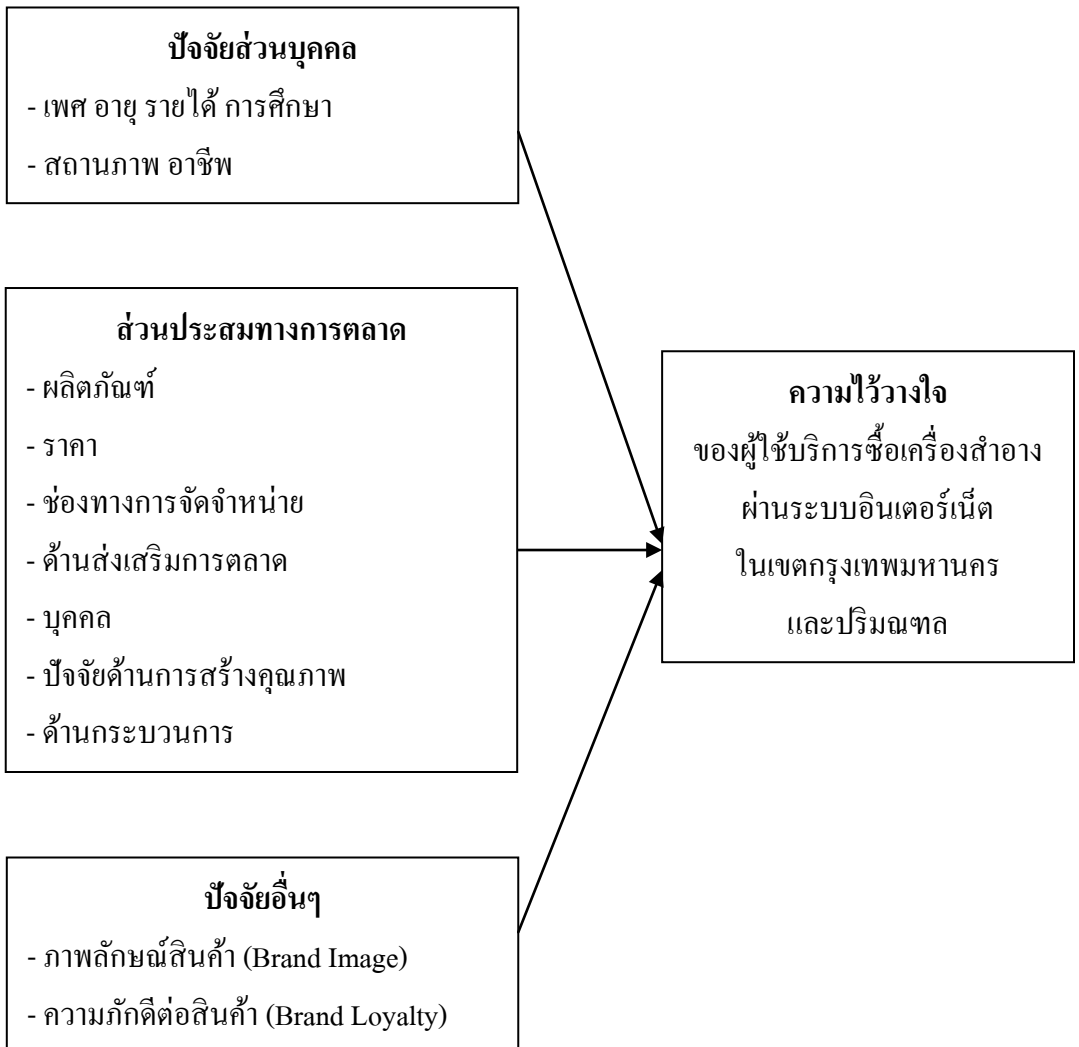 ปัจจัยส่วนบุคคล
- เพศ อายุ รายได้ การศึกษา
- สถานภาพ อาชีพ
ส่วนประสมทางการตลาด
- ผลิตภัณฑ์
- ราคา
- ช่องทางการจัดจำหน่าย
- ด้านส่งเสริมการตลาด
- บุคคล
- ปัจจัยด้านการสร้างคุณภาพ
- ด้านกระบวนการ
ความไว้วางใจ
ของผู้ใช้บริการซื้อเครื่องสำอาง
ผ่านระบบอินเตอร์เน็ต
ในเขตกรุงเทพมหานคร
และปริมณฑล
ปัจจัยอื่นๆ
- ภาพลักษณ์สินค้า (Brand Image)
- ความภักดีต่อสินค้า (Brand Loyalty)